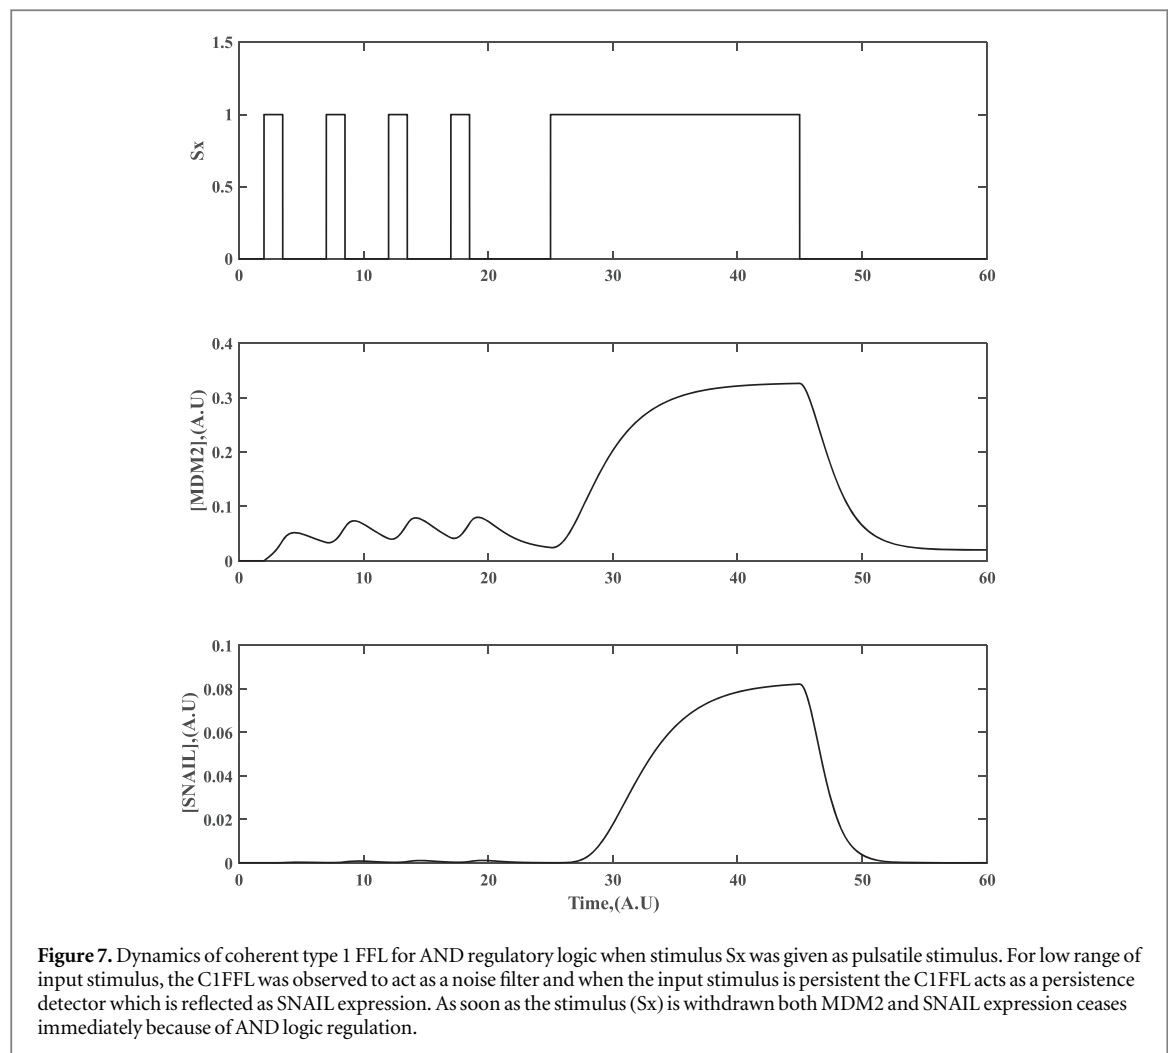 1.5
1
0.5
0
Sx
0 10 20 30 40 50 60
0.4
0.3
0.2
0.1
0
[MDM2],(A.U)
0 10 20 30 40 50 60
0.1
0.08
0.06
0.04
0.02
0
[SNAIL],(A.U)
0 10 20 30 40 50 60
Time,(A.U)
Figure 7. Dynamics of coherent type 1 FFL for AND regulatory logic when stimulus Sx was given as pulsatile stimulus. For low range of
input stimulus, the C1FFL was observed to act as a noise filter and when the input stimulus is persistent the C1FFL acts as a persistence
detector which is reflected as SNAIL expression. As soon as the stimulus (Sx) is withdrawn both MDM2 and SNAIL expression ceases
immediately because of AND logic regulation.